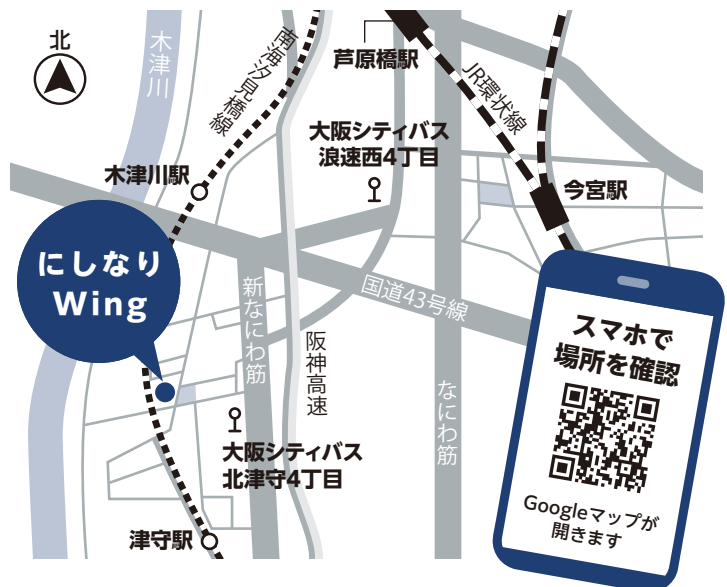 北
木津川
南海汐見橋線
芦原橋駅
JR環状線
大阪シティバス
浪速西4丁目
木津川駅
今宮駅
にしなり
Wing
新なにわ筋
国道43号線
阪神高速
なにわ筋
スマホで
場所を確認
Googleマップが
開きます
大阪シティバス
北津守4丁目
津守駅